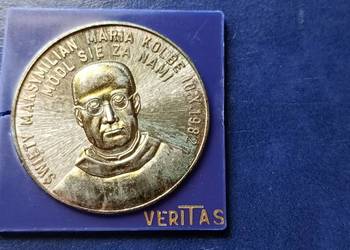 ŚWIĘTY MAKSYMILIAN MARIA KOLBE 10.X.1982
MÓDL SIĘ ZA NAMI
VERITAS